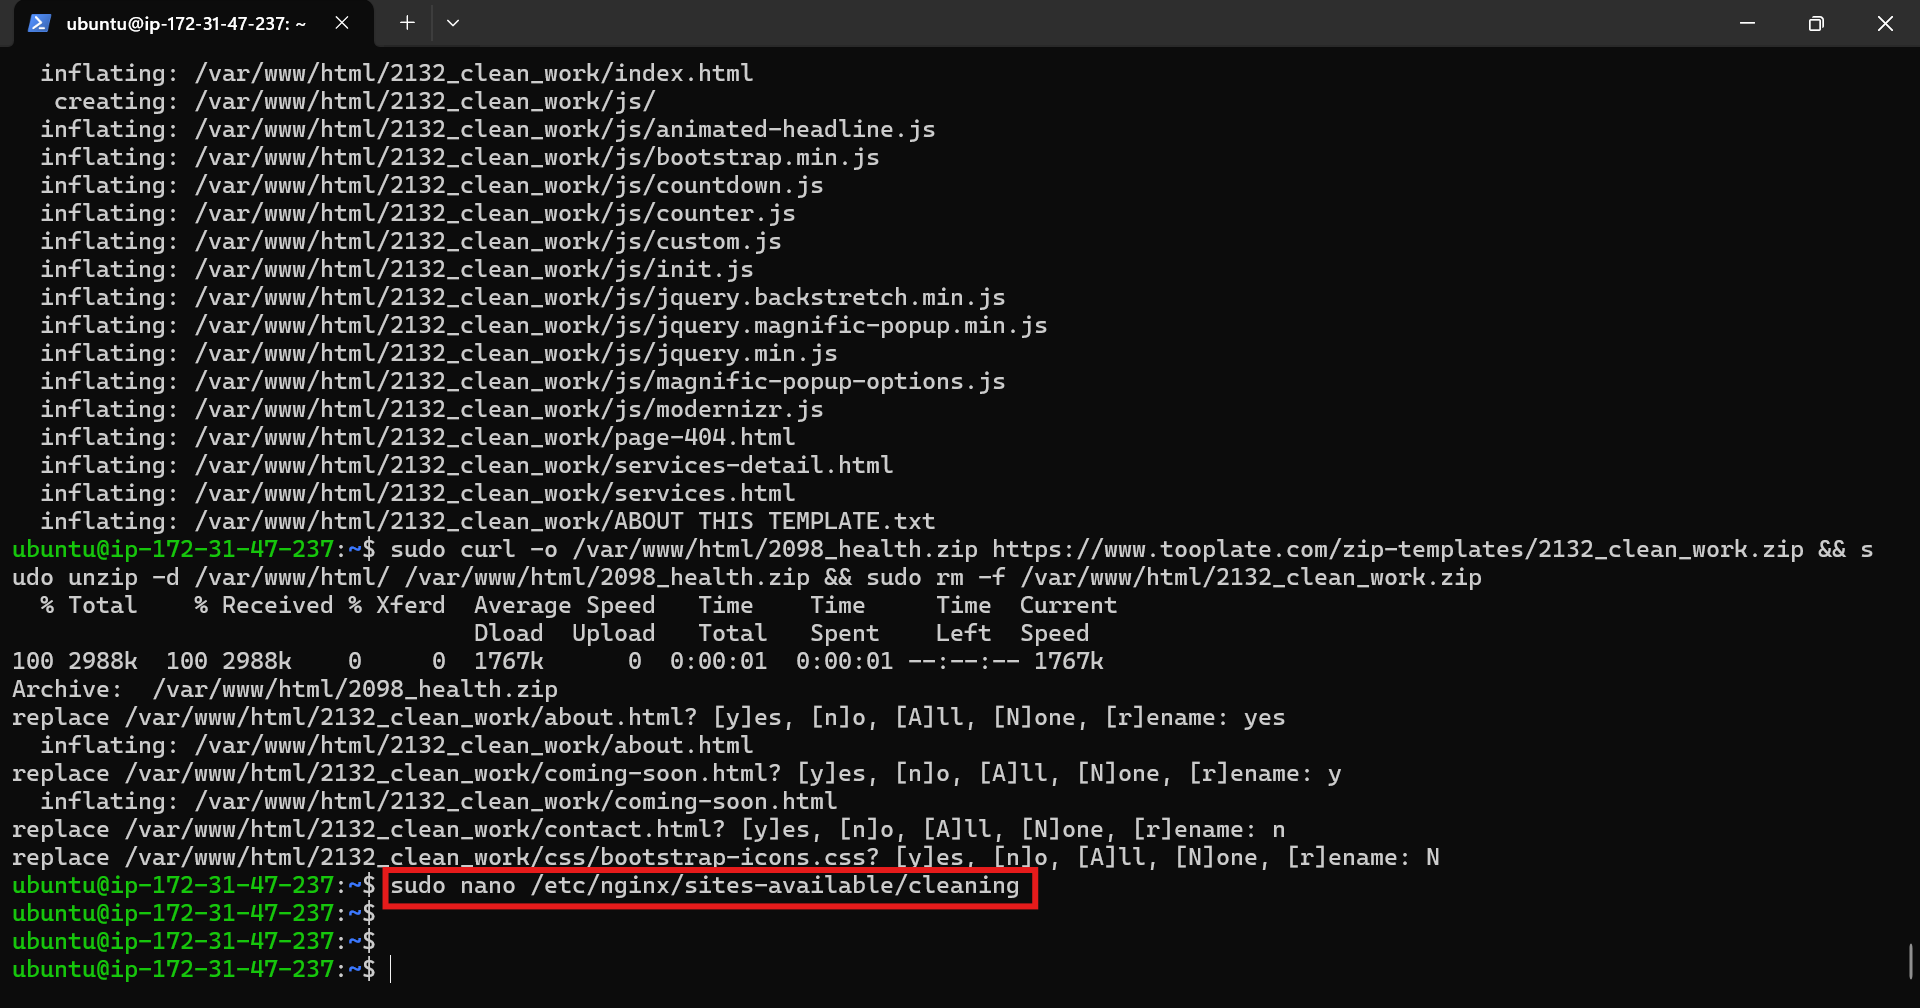 ubuntu@ip-172-31-47-237: ~
inflating: /var/www/html/2132_clean_work/index.html
creating: /var/www/html/2132_clean_work/js/
inflating: /var/www/html/2132_clean_work/js/animated-headline.js
inflating: /var/www/html/2132_clean_work/js/bootstrap.min.js
inflating: /var/www/html/2132_clean_work/js/countdown.js
inflating: /var/www/html/2132_clean_work/js/counter.js
inflating: /var/www/html/2132_clean_work/js/custom.js
inflating: /var/www/html/2132_clean_work/js/init.js
inflating: /var/www/html/2132_clean_work/js/jquery.backstretch.min.js
inflating: /var/www/html/2132_clean_work/js/jquery.magnific-popup.min.js
inflating: /var/www/html/2132_clean_work/js/jquery.min.js
inflating: /var/www/html/2132_clean_work/js/magnific-popup-options.js
inflating: /var/www/html/2132_clean_work/js/modernizr.js
inflating: /var/www/html/2132_clean_work/page-404.html
inflating: /var/www/html/2132_clean_work/services-detail.html
inflating: /var/www/html/2132_clean_work/services.html
inflating: /var/www/html/2132_clean_work/ABOUT THIS TEMPLATE.txt
ubuntu@ip-172-31-47-237:~$ sudo curl -o /var/www/html/2098_health.zip https://www.tooplate.com/zip-templates/2132_clean_work.zip && s
udo unzip -d /var/www/html/ /var/www/html/2098_health.zip && sudo rm -f /var/www/html/2132_clean_work.zip
% Total    % Received % Xferd  Average Speed   Time    Time     Time  Current
Dload  Upload   Total   Spent    Left  Speed
100 2988k  100 2988k    0     0  1767k      0  0:00:01  0:00:01 --:--:-- 1767k
Archive:  /var/www/html/2098_health.zip
replace /var/www/html/2132_clean_work/about.html? [y]es, [n]o, [A]ll, [N]one, [r]ename: yes
inflating: /var/www/html/2132_clean_work/about.html
replace /var/www/html/2132_clean_work/coming-soon.html? [y]es, [n]o, [A]ll, [N]one, [r]ename: y
inflating: /var/www/html/2132_clean_work/coming-soon.html
replace /var/www/html/2132_clean_work/contact.html? [y]es, [n]o, [A]ll, [N]one, [r]ename: n
replace /var/www/html/2132_clean_work/css/bootstrap-icons.css? [y]es, [n]o, [A]ll, [N]one, [r]ename: N
ubuntu@ip-172-31-47-237:~$ sudo nano /etc/nginx/sites-available/cleaning
ubuntu@ip-172-31-47-237:~$
ubuntu@ip-172-31-47-237:~$
ubuntu@ip-172-31-47-237:~$